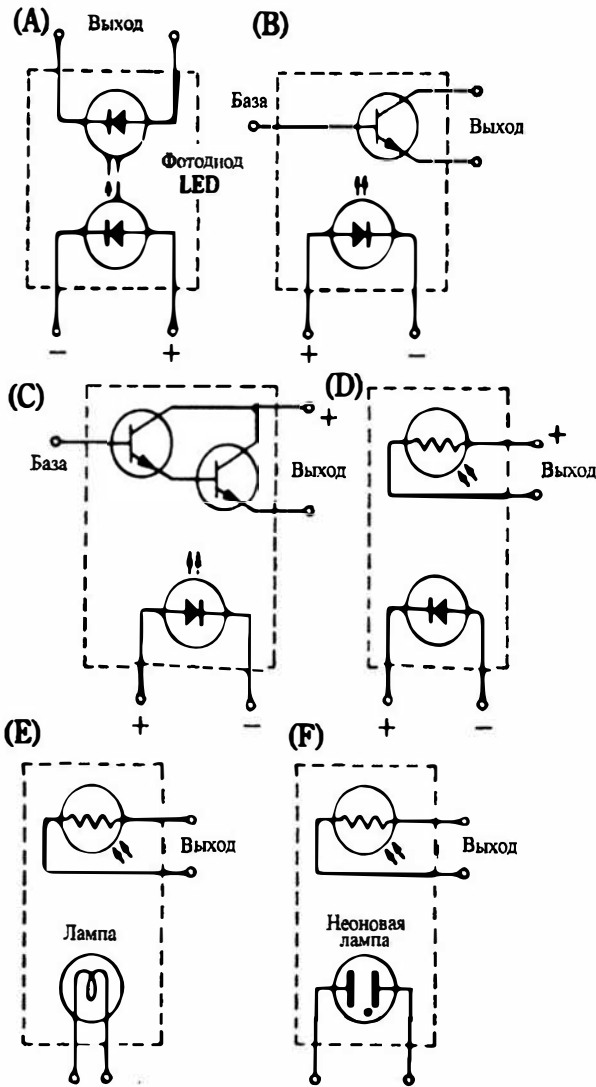 (A)
Выход
Фотодиод
LED
−
+
(B)
База
Выход
+
−
(C)
База
+
Выход
+
−
(D)
+
Выход
+
−
(E)
Выход
Лампа
(F)
Выход
Неоновая
лампа